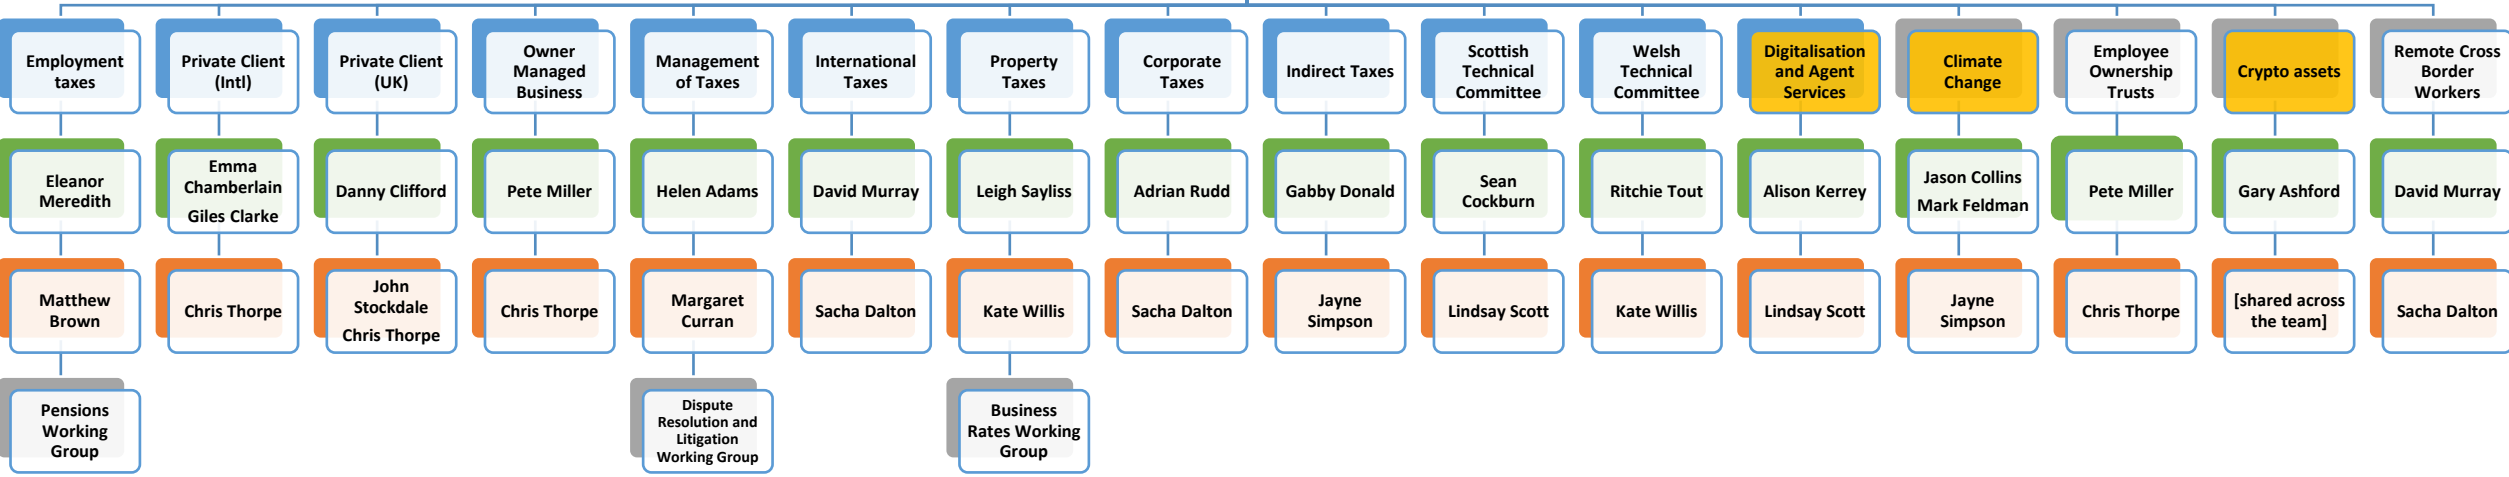 Employment
taxes
Private Client
(Intl)
Private Client
(UK)
Owner
Managed
Business
Management
of Taxes
International
Taxes
Property
Taxes
Corporate
Taxes
Indirect Taxes
Scottish
Technical
Committee
Welsh
Technical
Committee
Digitalisation
and Agent
Services
Climate
Change
Employee
Ownership
Trusts
Crypto assets
Remote Cross
Border
Workers
Eleanor
Meredith
Emma
Chamberlain
Giles Clarke
Danny Clifford
Pete Miller
Helen Adams
David Murray
Leigh Sayliss
Adrian Rudd
Gabby Donald
Sean
Cockburn
Ritchie Tout
Alison Kerrey
Jason Collins
Mark Feldman
Pete Miller
Gary Ashford
David Murray
Matthew
Brown
Chris Thorpe
John
Stockdale
Chris Thorpe
Chris Thorpe
Margaret
Curran
Sacha Dalton
Kate Willis
Sacha Dalton
Jayne
Simpson
Lindsay Scott
Kate Willis
Lindsay Scott
Jayne
Simpson
Chris Thorpe
[shared across
the team]
Sacha Dalton
Pensions
Working
Group
Dispute
Resolution and
Litigation
Working Group
Business
Rates Working
Group